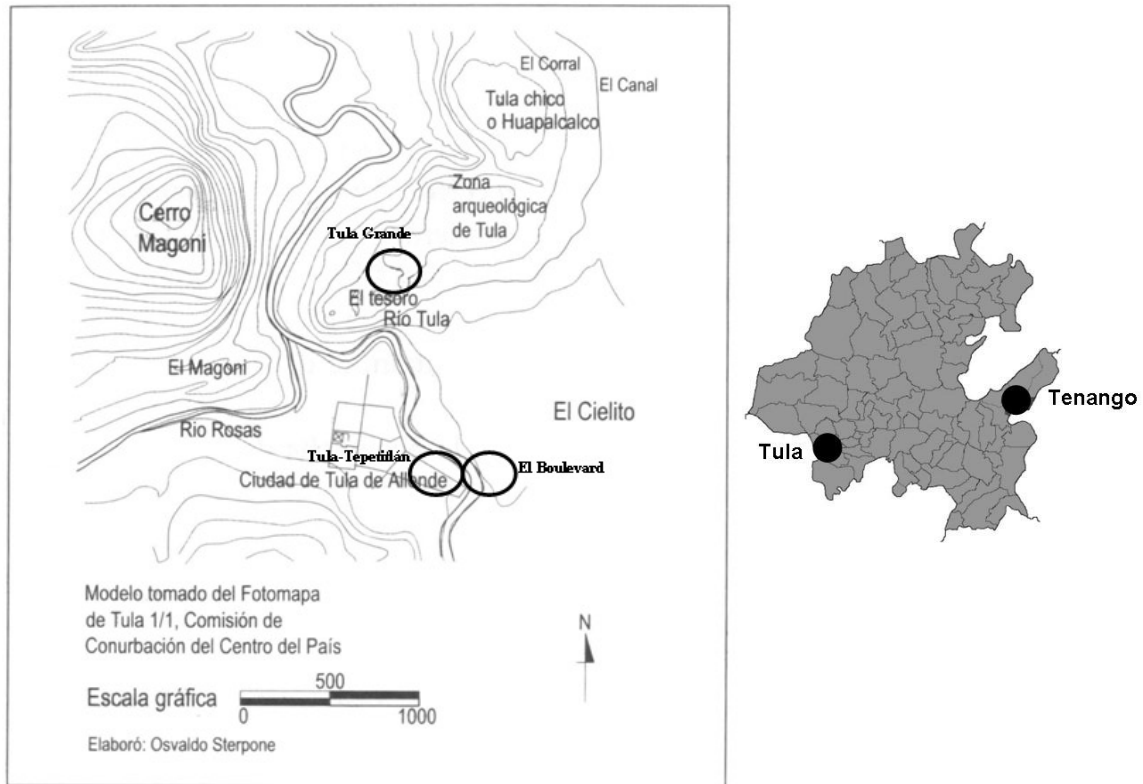 El Corral
El Canal
Tula chico
o Huapalcalco
Zona
arqueológica
de Tula
Cerro
Magoni
Tula Grande
El tesoro
Río Tula
El Magoni
El Cielito
Rio Rosas
Tula-Tepetitlán
El Boulevard
Ciudad de Tula de Allende
Modelo tomado del Fotomapa
de Tula 1/1, Comisión de
Conurbación del Centro del País
N
Escala gráfica
500
0
1000
Elaboró: Osvaldo Sterpone
Tenango
Tula